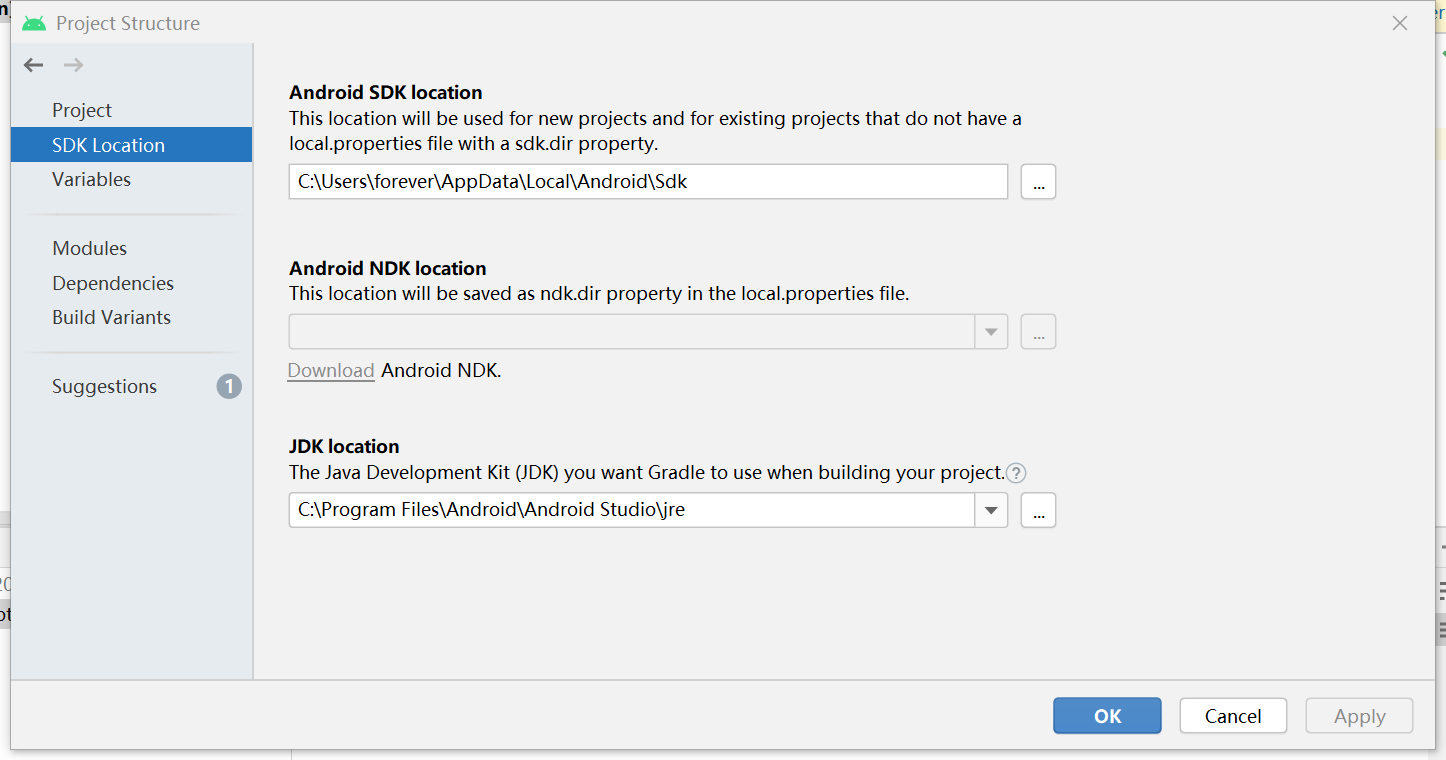 Project Structure
Project
SDK Location
Variables
Modules
Dependencies
Build Variants
Suggestions 1
Android SDK location
This location will be used for new projects and for existing projects that do not have a
local.properties file with a sdk.dir property.
C:\Users\forever\AppData\Local\Android\Sdk
...
Android NDK location
This location will be saved as ndk.dir property in the local.properties file.
...
Download Android NDK.
JDK location
The Java Development Kit (JDK) you want Gradle to use when building your project. ?
C:\Program Files\Android\Android Studio\jre
...
OK Cancel Apply